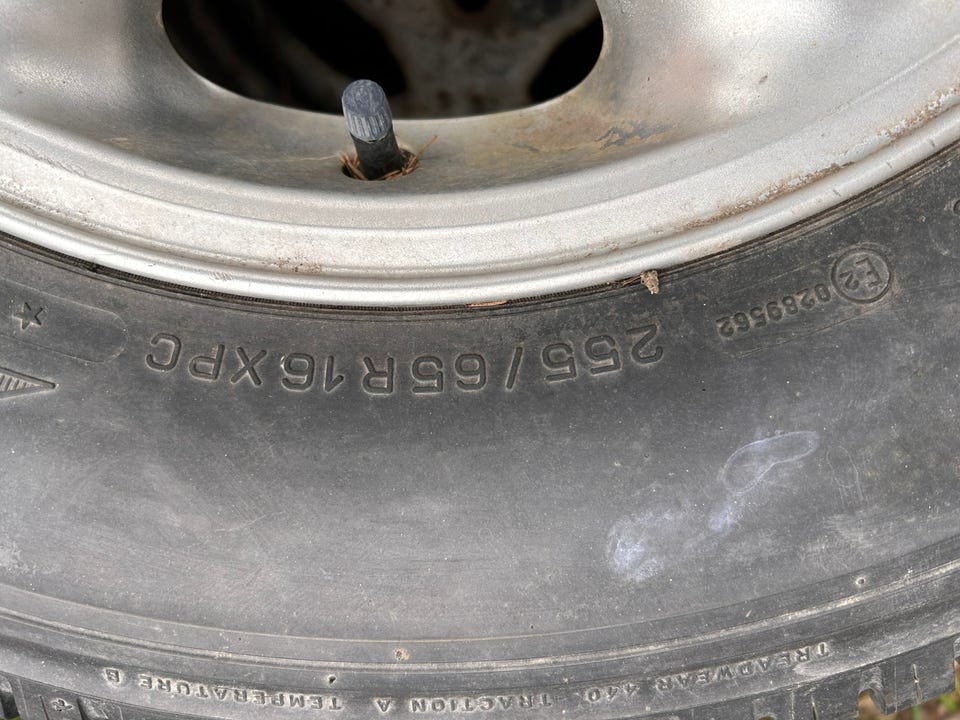 E2 0289562
255/65R16 XPC
TREADWEAR 440 TRACTION A TEMPERATURE B